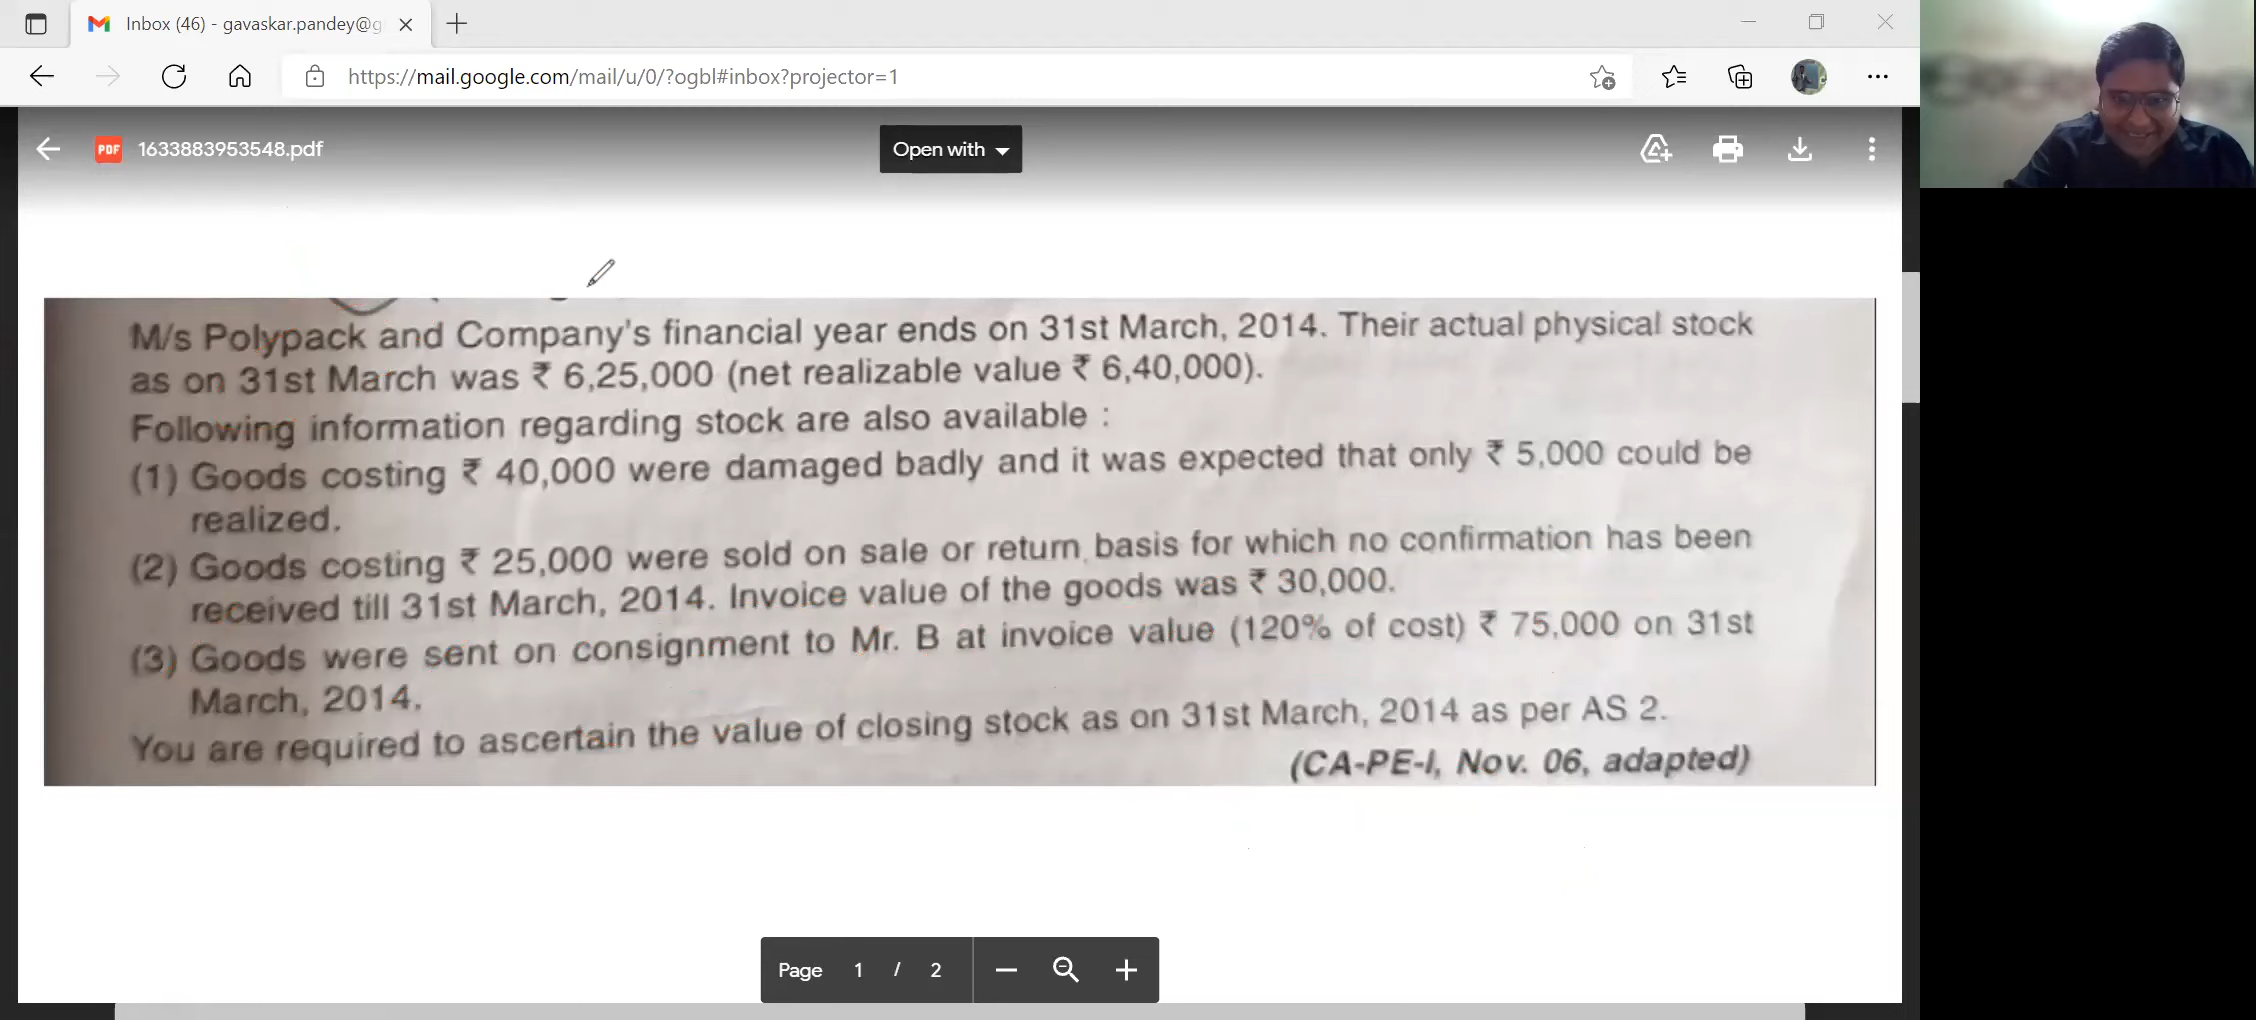 Inbox (46) - gavaskar.pandey@g
https://mail.google.com/mail/u/0/?ogbl#inbox?projector=1
PDF 1633883953548.pdf
Open with
M/s Polypack and Company's financial year ends on 31st March, 2014. Their actual physical stock
as on 31st March was ₹ 6,25,000 (net realizable value ₹ 6,40,000).
Following information regarding stock are also available :
(1) Goods costing ₹ 40,000 were damaged badly and it was expected that only ₹ 5,000 could be
realized.
(2) Goods costing ₹ 25,000 were sold on sale or return basis for which no confirmation has been
received till 31st March, 2014. Invoice value of the goods was ₹ 30,000.
(3) Goods were sent on consignment to Mr. B at invoice value (120% of cost) ₹ 75,000 on 31st
March, 2014.
You are required to ascertain the value of closing stock as on 31st March, 2014 as per AS 2.
(CA-PE-I, Nov. 06, adapted)
Page 1 / 2